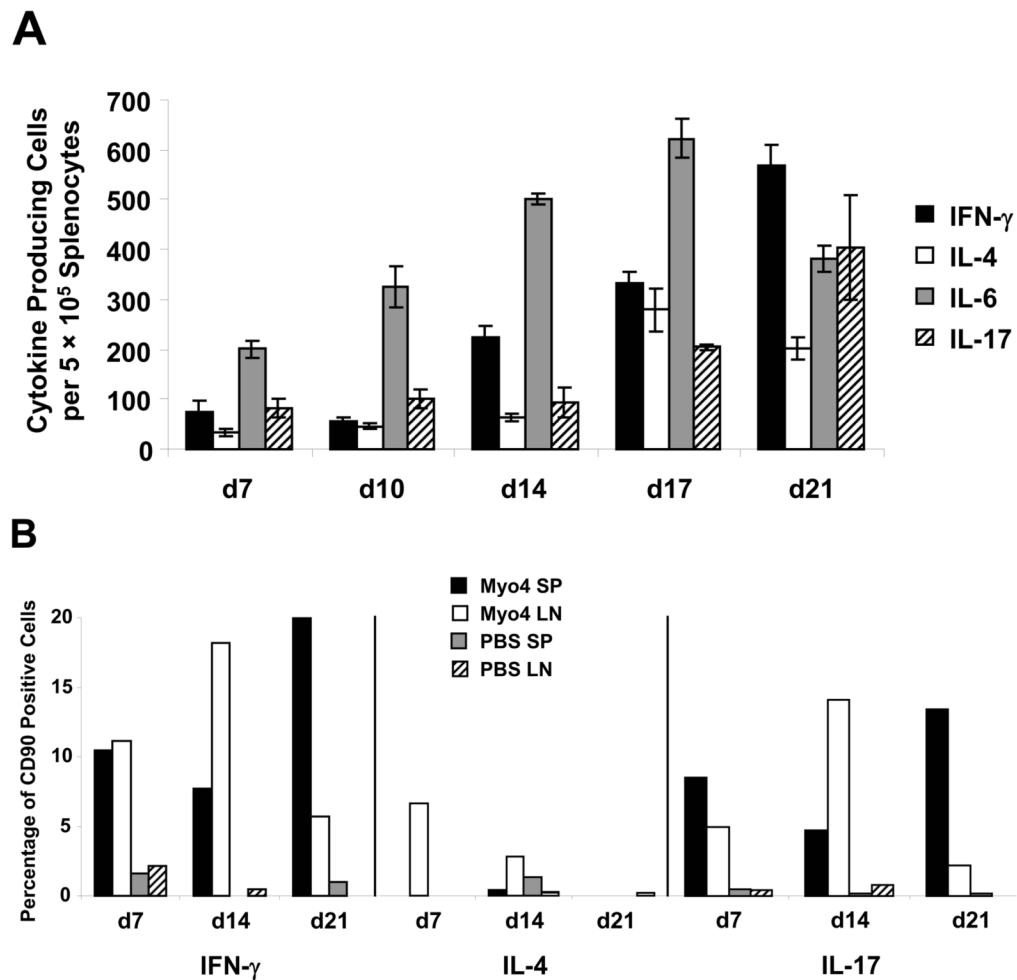 A
Cytokine Producing Cells
per 5 × 10⁵ Splenocytes
700
600
500
400
300
200
100
0
d7 d10 d14 d17 d21
IFN-γ
IL-4
IL-6
IL-17
B
Percentage of CD90 Positive Cells
20
15
10
5
0
Myo4 SP
Myo4 LN
PBS SP
PBS LN
d7 d14 d21 d7 d14 d21 d7 d14 d21
IFN-γ IL-4 IL-17